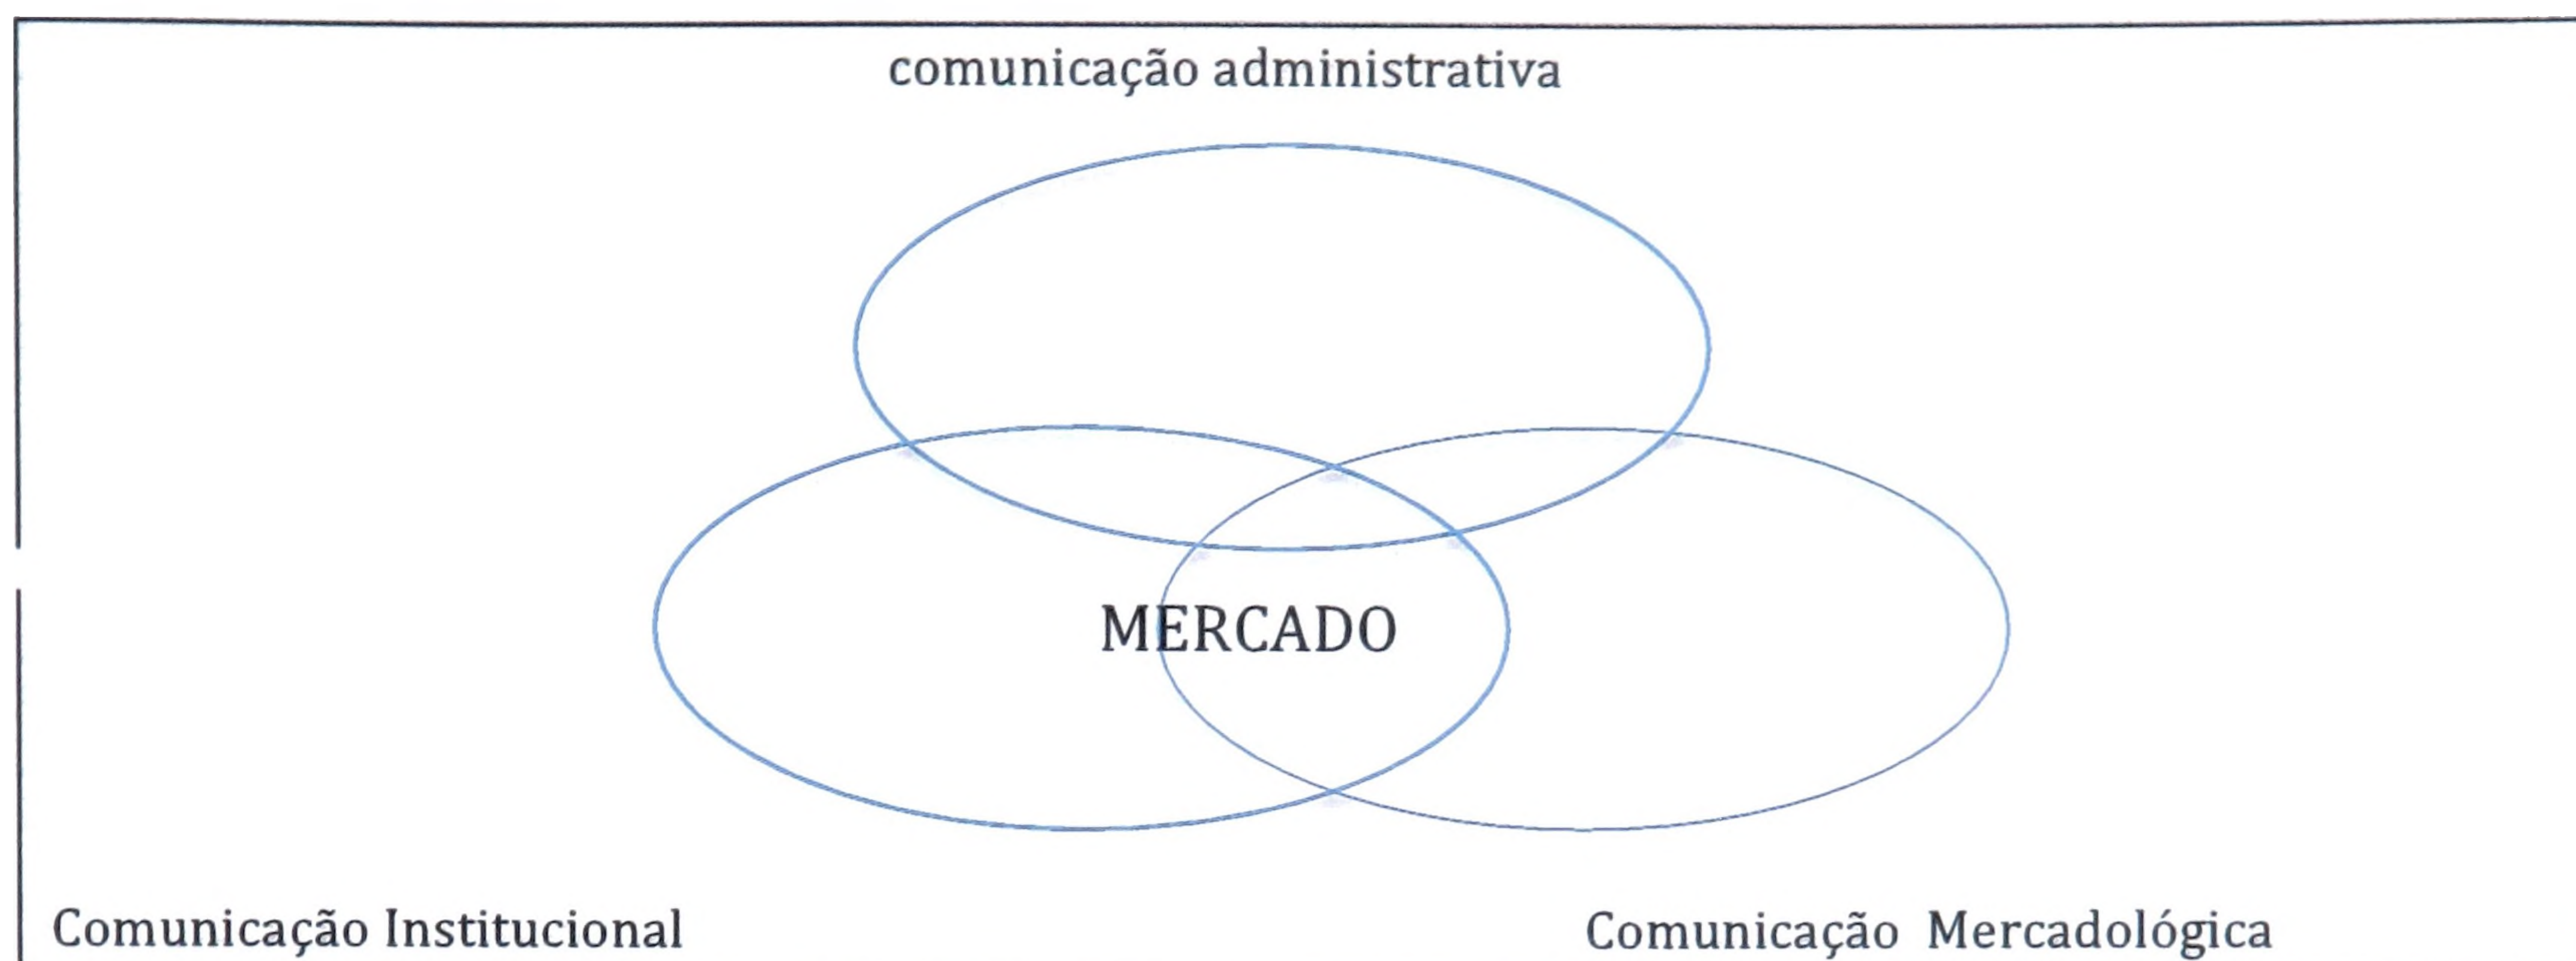 comunicação administrativa
MERCADO
Comunicação Institucional
Comunicação Mercadológica